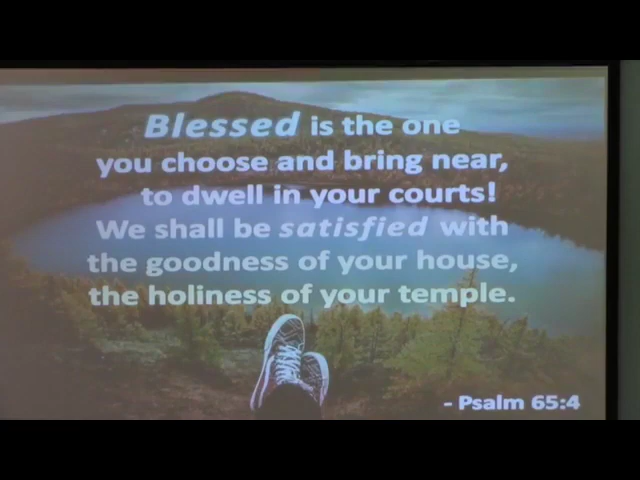 Blessed is the one
you choose and bring near,
to dwell in your courts!
We shall be satisfied with
the goodness of your house,
the holiness of your temple.
- Psalm 65:4